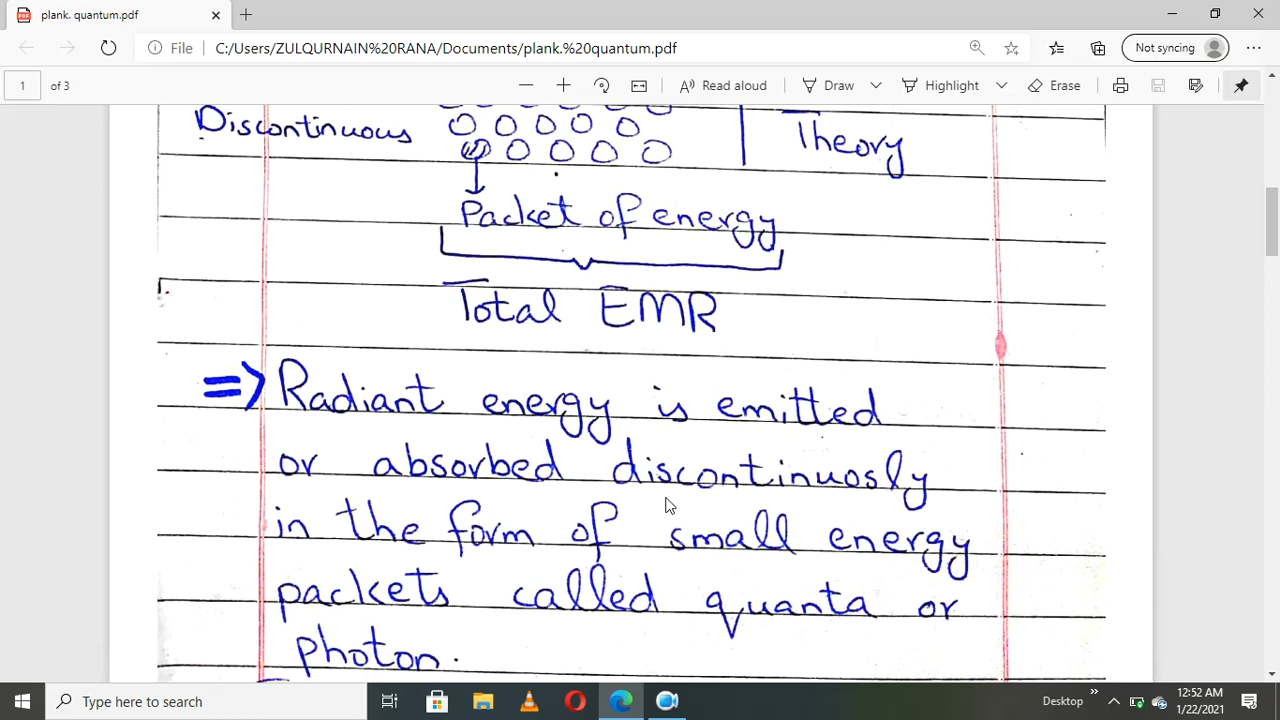 plank. quantum.pdf
File C:/Users/ZULQURNAIN%20RANA/Documents/plank.%20quantum.pdf Not syncing
1 of 3 Read aloud Draw Highlight Erase
Discontinuous
Theory
Packet of energy
Total EMR
1.
=> Radiant energy is emitted
or absorbed discontinuosly
in the form of small energy
packets called quanta or
photon.
Type here to search
Desktop
12:52 AM
1/22/2021